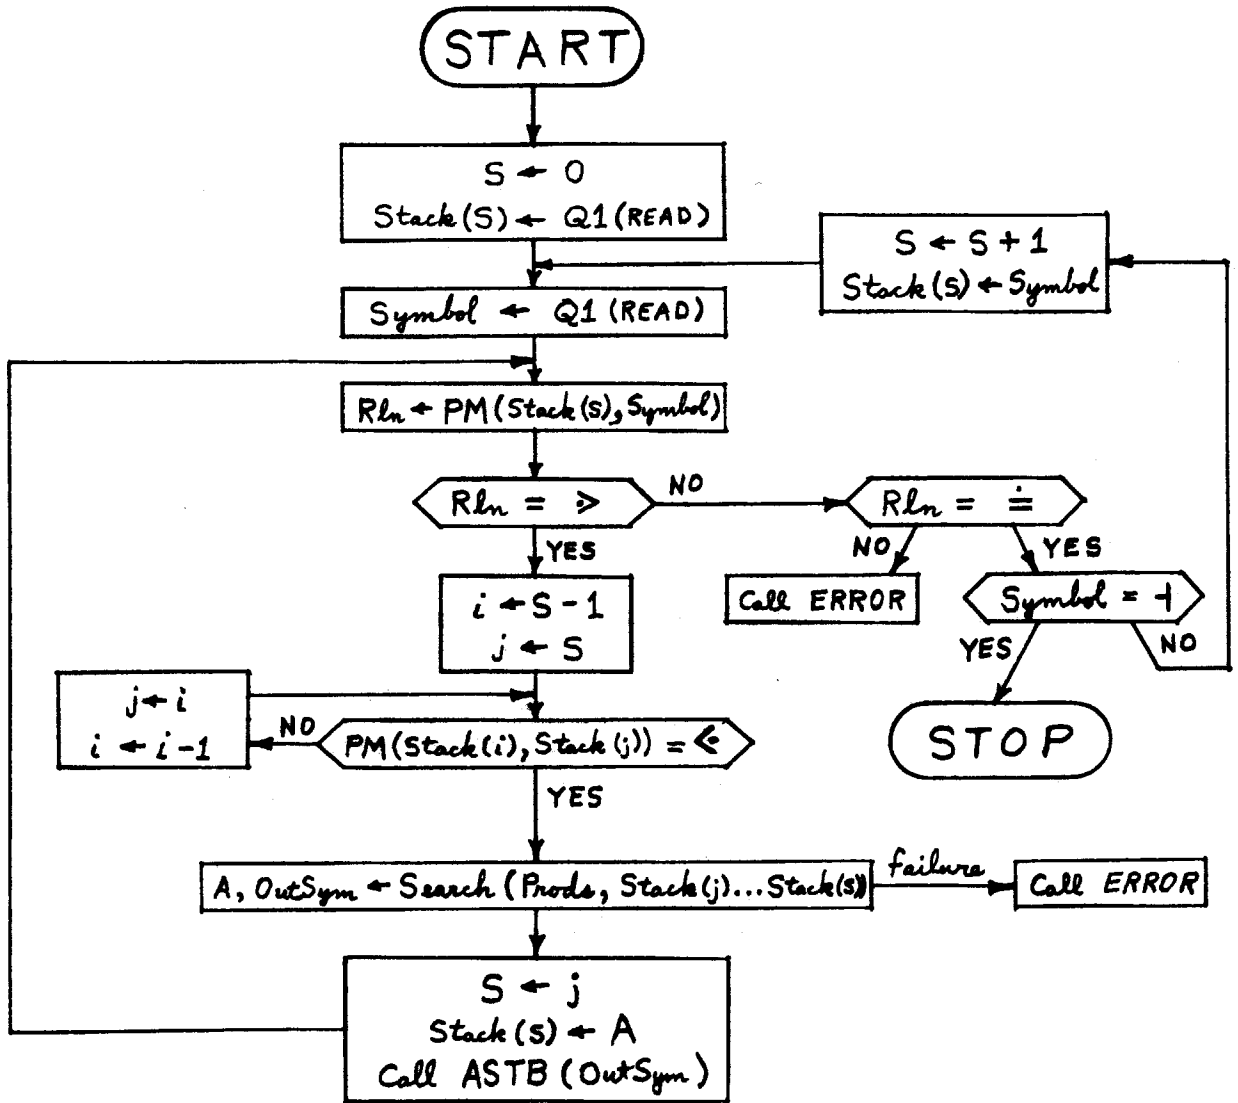 START
S ← 0
Stack(S) ← Q1(READ)
S ← S + 1
Stack(S) ← Symbol
Symbol ← Q1(READ)
Rln ← PM(Stack(S), Symbol)
Rln = ⋗
NO
Rln = ≐
YES
NO
YES
i ← S - 1
j ← S
Call ERROR
Symbol = ⊣
YES
NO
STOP
j ← i
i ← i - 1
NO
PM(Stack(i), Stack(j)) = ⋖
YES
A, OutSym ← Search (Prods, Stack(j)...Stack(S))
failure
Call ERROR
S ← j
Stack(S) ← A
Call ASTB (OutSym)